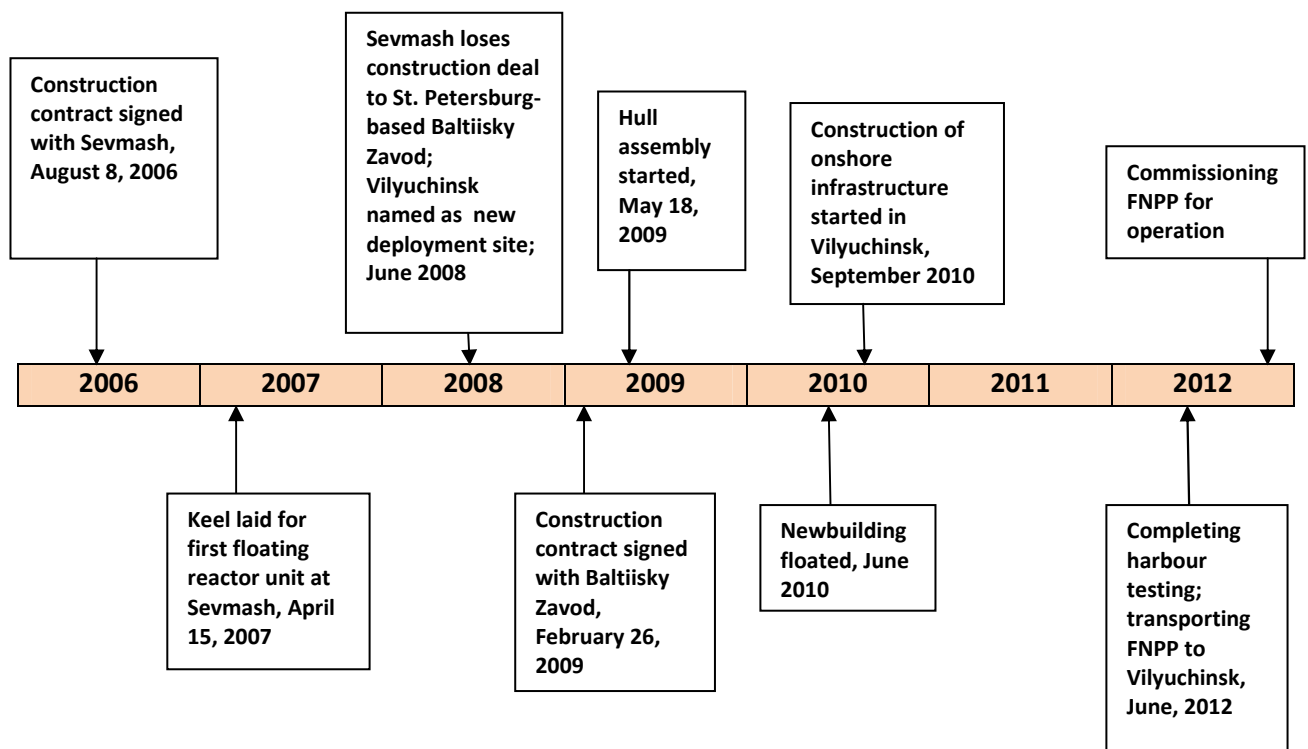 Construction
contract signed
with Sevmash,
August 8, 2006
Sevmash loses
construction deal
to St. Petersburg-
based Baltiisky
Zavod;
Vilyuchinsk
named as new
deployment site;
June 2008
Hull
assembly
started,
May 18,
2009
Construction of
onshore
infrastructure
started in
Vilyuchinsk,
September 2010
Commissioning
FNPP for
operation
2006 2007 2008 2009 2010 2011 2012
Keel laid for
first floating
reactor unit at
Sevmash, April
15, 2007
Construction
contract signed
with Baltiisky
Zavod,
February 26,
2009
Newbuilding
floated, June
2010
Completing
harbour
testing;
transporting
FNPP to
Vilyuchinsk,
June, 2012